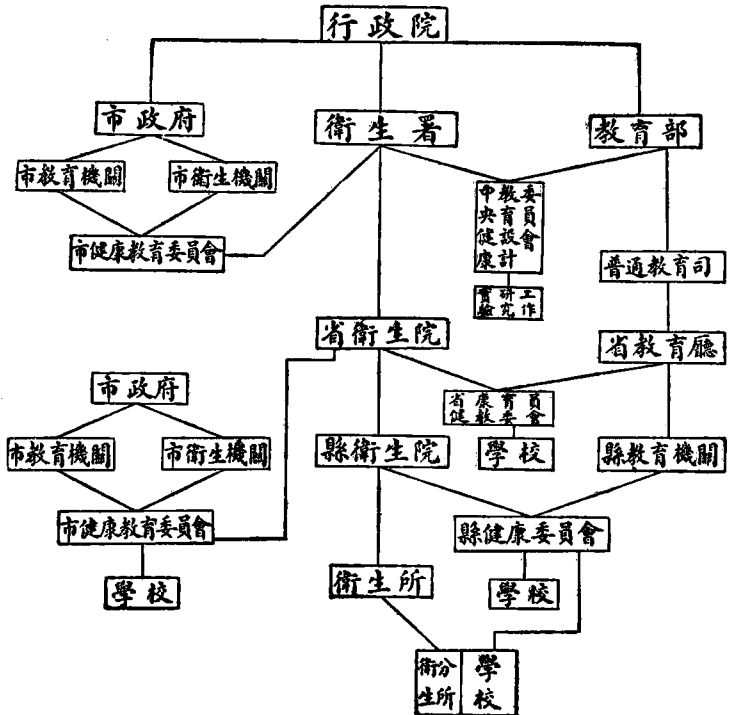 行政院
市政府
衛生署
教育部
市教育機關
市衛生機關
中央健康
教育設計
委員會
市健康教育委員會
普通教育司
實驗研究工作
省衛生院
省教育廳
市政府
省健康教育委員會
市教育機關
市衛生機關
縣衛生院
學校
縣教育機關
市健康教育委員會
縣健康委員會
衛生所
學校
學校
衛生分所
學校